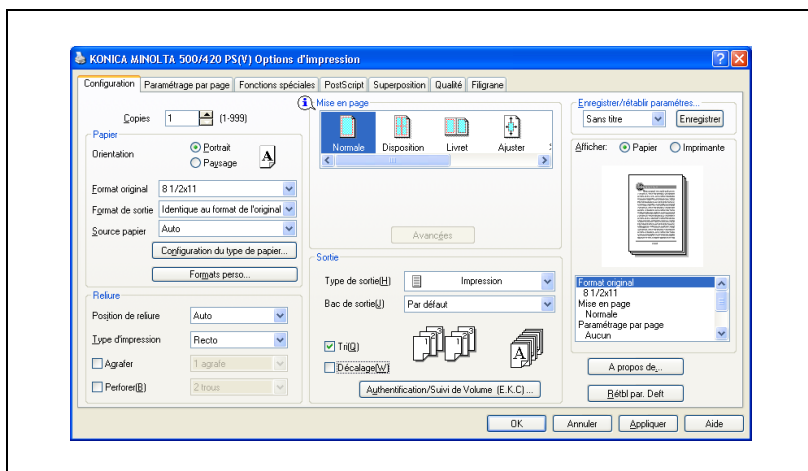 KONICA MINOLTA 500/420 PS(V) Options d'impression
Configuration Paramétrage par page Fonctions spéciales PostScript Superposition Qualité Filigrane
Copies 1 (1-999)
Papier
Orientation
Portrait
Paysage
Format original 8 1/2x11
Format de sortie Identique au format de l'original
Source papier Auto
Configuration du type de papier...
Formats perso...
Reliure
Position de reliure Auto
Type d'impression Recto
Agrafer 1 agrafe
Perforer(B) 2 trous
Mise en page
Normale Disposition Livret Ajuster
Avancées
Sortie
Type de sortie(H) Impression
Bac de sortie(J) Par défaut
Tri(Q)
Décalage(W)
Authentification/Suivi de Volume (E.K.C)...
Enregistrer/rétablir paramètres...
Sans titre Enregistrer
Afficher: Papier Imprimante
Format original
8 1/2x11
Mise en page
Normale
Paramétrage par page
Aucun
A propos de...
Rétbl par. Deft
OK Annuler Appliquer Aide